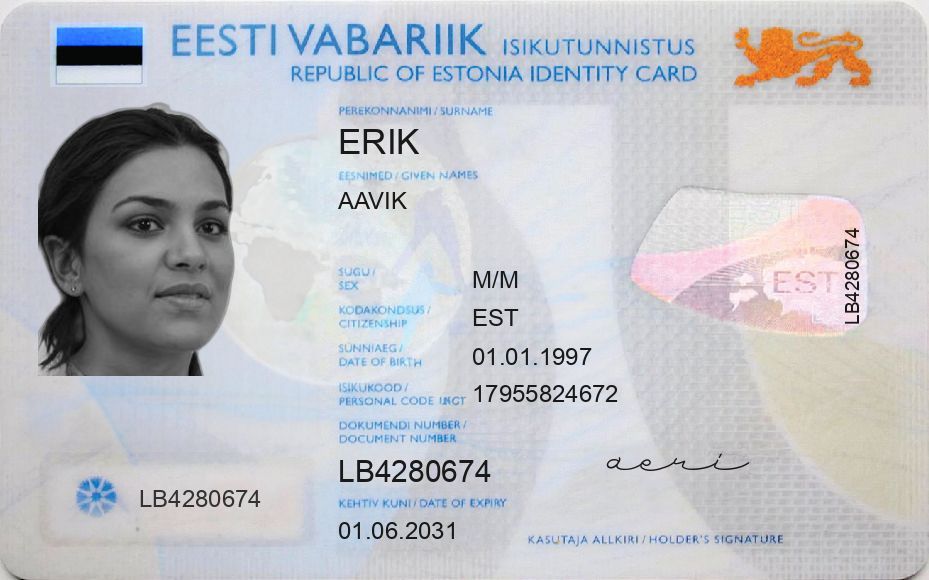 EESTI VABARIIK ISIKUTUNNISTUS
REPUBLIC OF ESTONIA IDENTITY CARD
PEREKONNANIMI / SURNAME
ERIK
EESNIMED / GIVEN NAMES
AAVIK
SUGU /
SEX
M/M
KODAKONDSUS /
CITIZENSHIP
EST
SÜNNIAEG /
DATE OF BIRTH
01.01.1997
ISIKUKOOD /
PERSONAL CODE
17955824672
DOKUMENDI NUMBER /
DOCUMENT NUMBER
LB4280674
KEHTIV KUNI / DATE OF EXPIRY
01.06.2031
LB4280674
EST
LB4280674
aeri
KASUTAJA ALLKIRI / HOLDER'S SIGNATURE